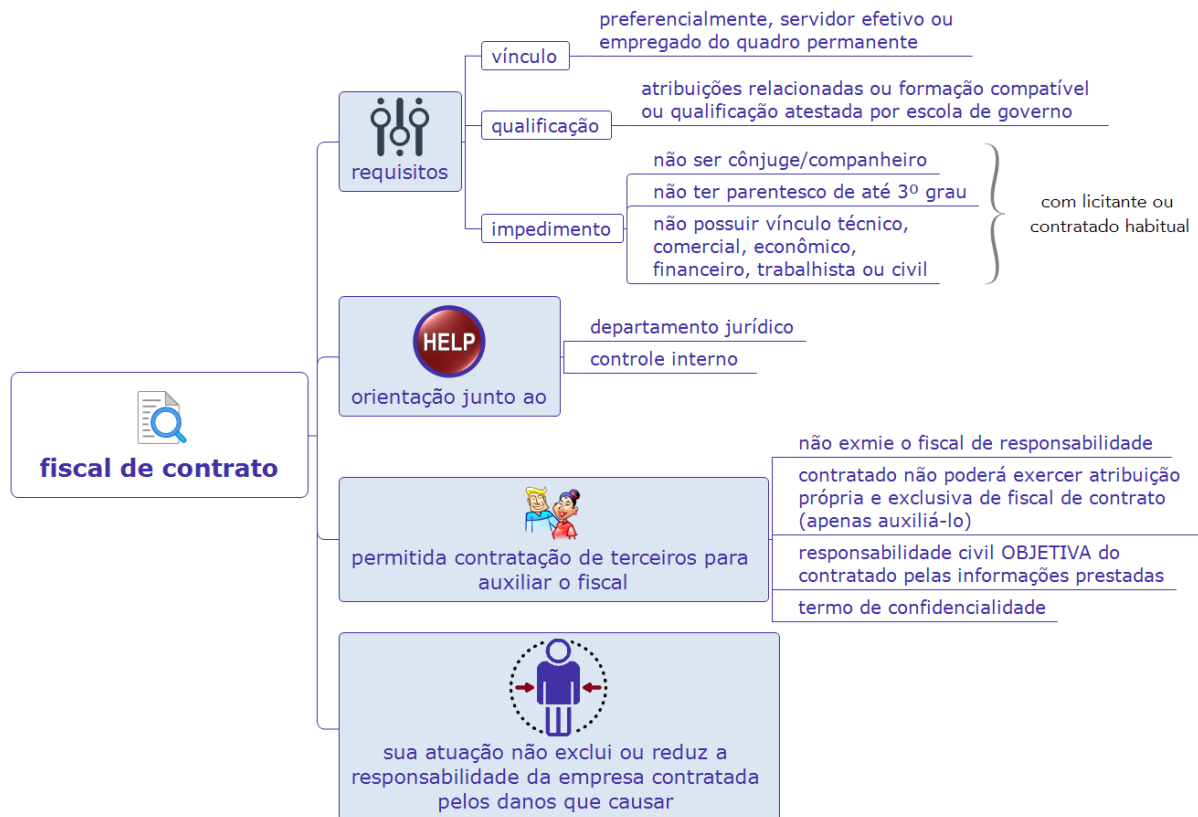 preferencialmente, servidor efetivo ou
empregado do quadro permanente
vínculo
atribuições relacionadas ou formação compatível
ou qualificação atestada por escola de governo
qualificação
requisitos
não ser cônjuge/companheiro
não ter parentesco de até 3º grau
não possuir vínculo técnico,
comercial, econômico,
financeiro, trabalhista ou civil
impedimento
com licitante ou
contratado habitual
HELP
orientação junto ao
departamento jurídico
controle interno
fiscal de contrato
permitida contratação de terceiros para
auxiliar o fiscal
não exmie o fiscal de responsabilidade
contratado não poderá exercer atribuição
própria e exclusiva de fiscal de contrato
(apenas auxiliá-lo)
responsabilidade civil OBJETIVA do
contratado pelas informações prestadas
termo de confidencialidade
sua atuação não exclui ou reduz a
responsabilidade da empresa contratada
pelos danos que causar